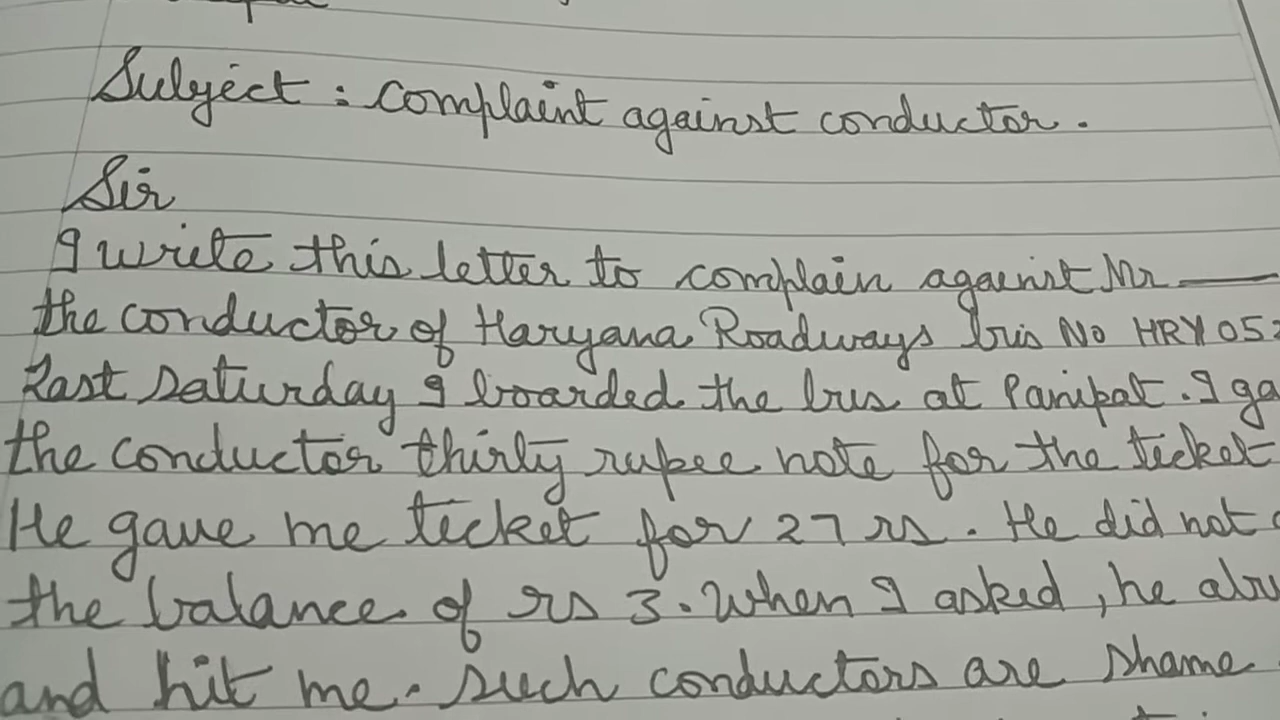 Subject : Complaint against conductor.
Sir
I write this letter to complain against Mr —
the conductor of Haryana Roadways bus No HRY 05
Last Saturday I boarded the bus at Panipat. I ga
the conductor thirty rupee note for the ticket
He gave me ticket for 27 rs. He did not
the balance of rs 3. When I asked, he abu
and hit me. Such conductors are shame